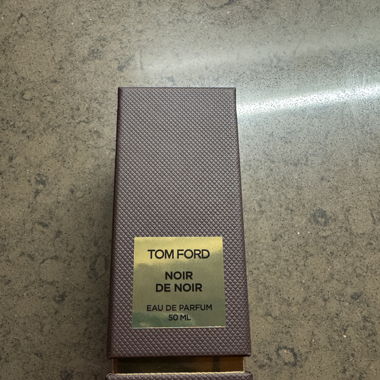 TOM FORD
NOIR
DE NOIR
EAU DE PARFUM
50 ML